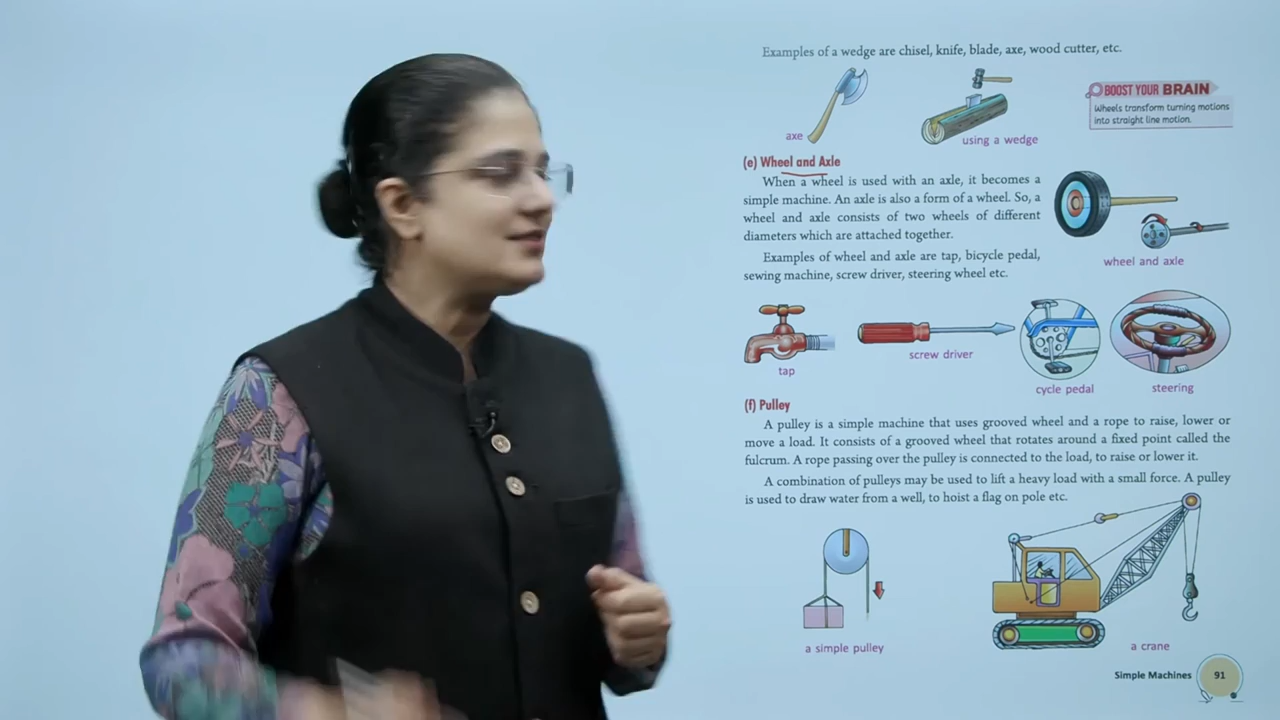 Examples of a wedge are chisel, knife, blade, axe, wood cutter, etc.
axe
using a wedge
BOOST YOUR BRAIN
Wheels transform turning motions
into straight line motion.
(e) Wheel and Axle
When a wheel is used with an axle, it becomes a
simple machine. An axle is also a form of a wheel. So, a
wheel and axle consists of two wheels of different
diameters which are attached together.
Examples of wheel and axle are tap, bicycle pedal,
sewing machine, screw driver, steering wheel etc.
wheel and axle
tap
screw driver
cycle pedal
steering
(f) Pulley
A pulley is a simple machine that uses grooved wheel and a rope to raise, lower or
move a load. It consists of a grooved wheel that rotates around a fixed point called the
fulcrum. A rope passing over the pulley is connected to the load, to raise or lower it.
A combination of pulleys may be used to lift a heavy load with a small force. A pulley
is used to draw water from a well, to hoist a flag on pole etc.
a simple pulley
a crane
Simple Machines 91